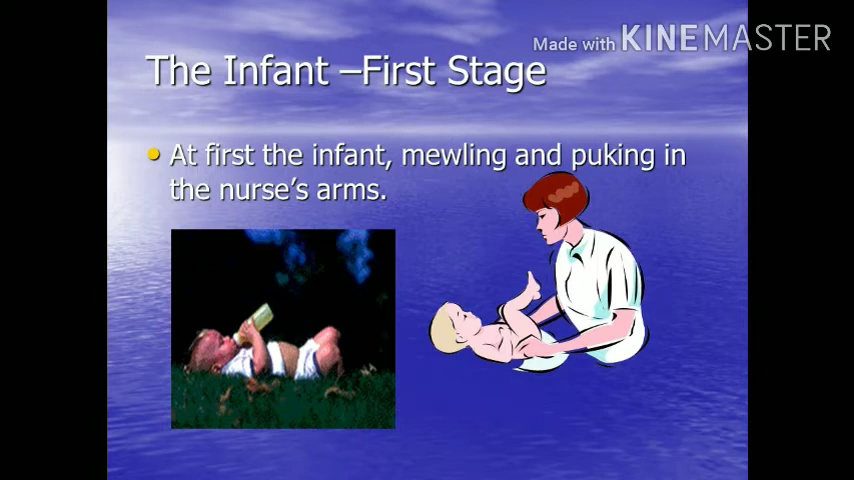 Made with KINEMASTER
The Infant –First Stage
At first the infant, mewling and puking in
the nurse’s arms.